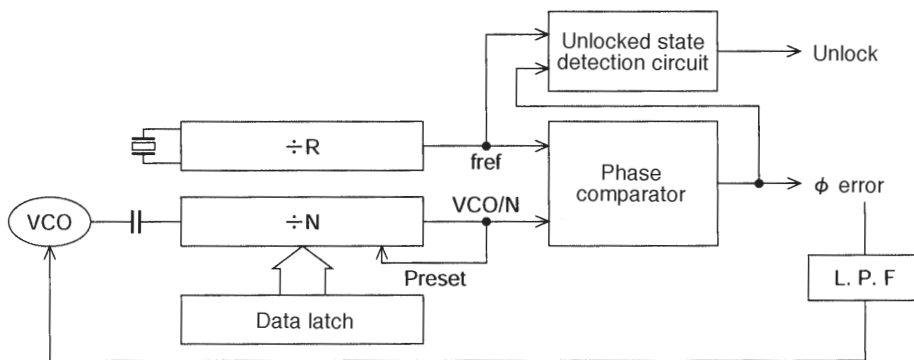 Unlocked state
detection circuit
Unlock
÷R
fref
Phase
comparator
ϕ error
VCO
÷N
VCO/N
Preset
Data latch
L. P. F